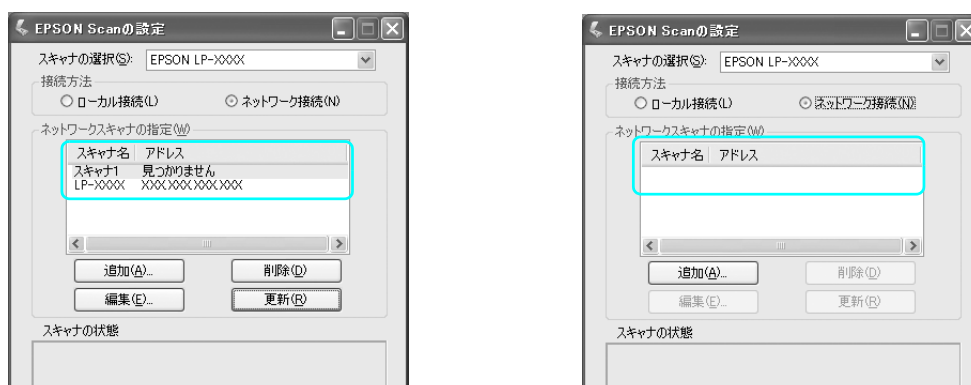 EPSON Scanの設定
スキャナの選択(S): EPSON LP-XXXX
接続方法
ローカル接続(L) ネットワーク接続(N)
ネットワークスキャナの指定(W)
スキャナ名 アドレス
スキャナ1 見つかりません
LP-XXXX XXX.XXX.XXX.XXX
追加(A)... 削除(D)
編集(E)... 更新(R)
スキャナの状態
EPSON Scanの設定
スキャナの選択(S): EPSON LP-XXXX
接続方法
ローカル接続(L) ネットワーク接続(N)
ネットワークスキャナの指定(W)
スキャナ名 アドレス
追加(A)... 削除(D)
編集(E)... 更新(R)
スキャナの状態